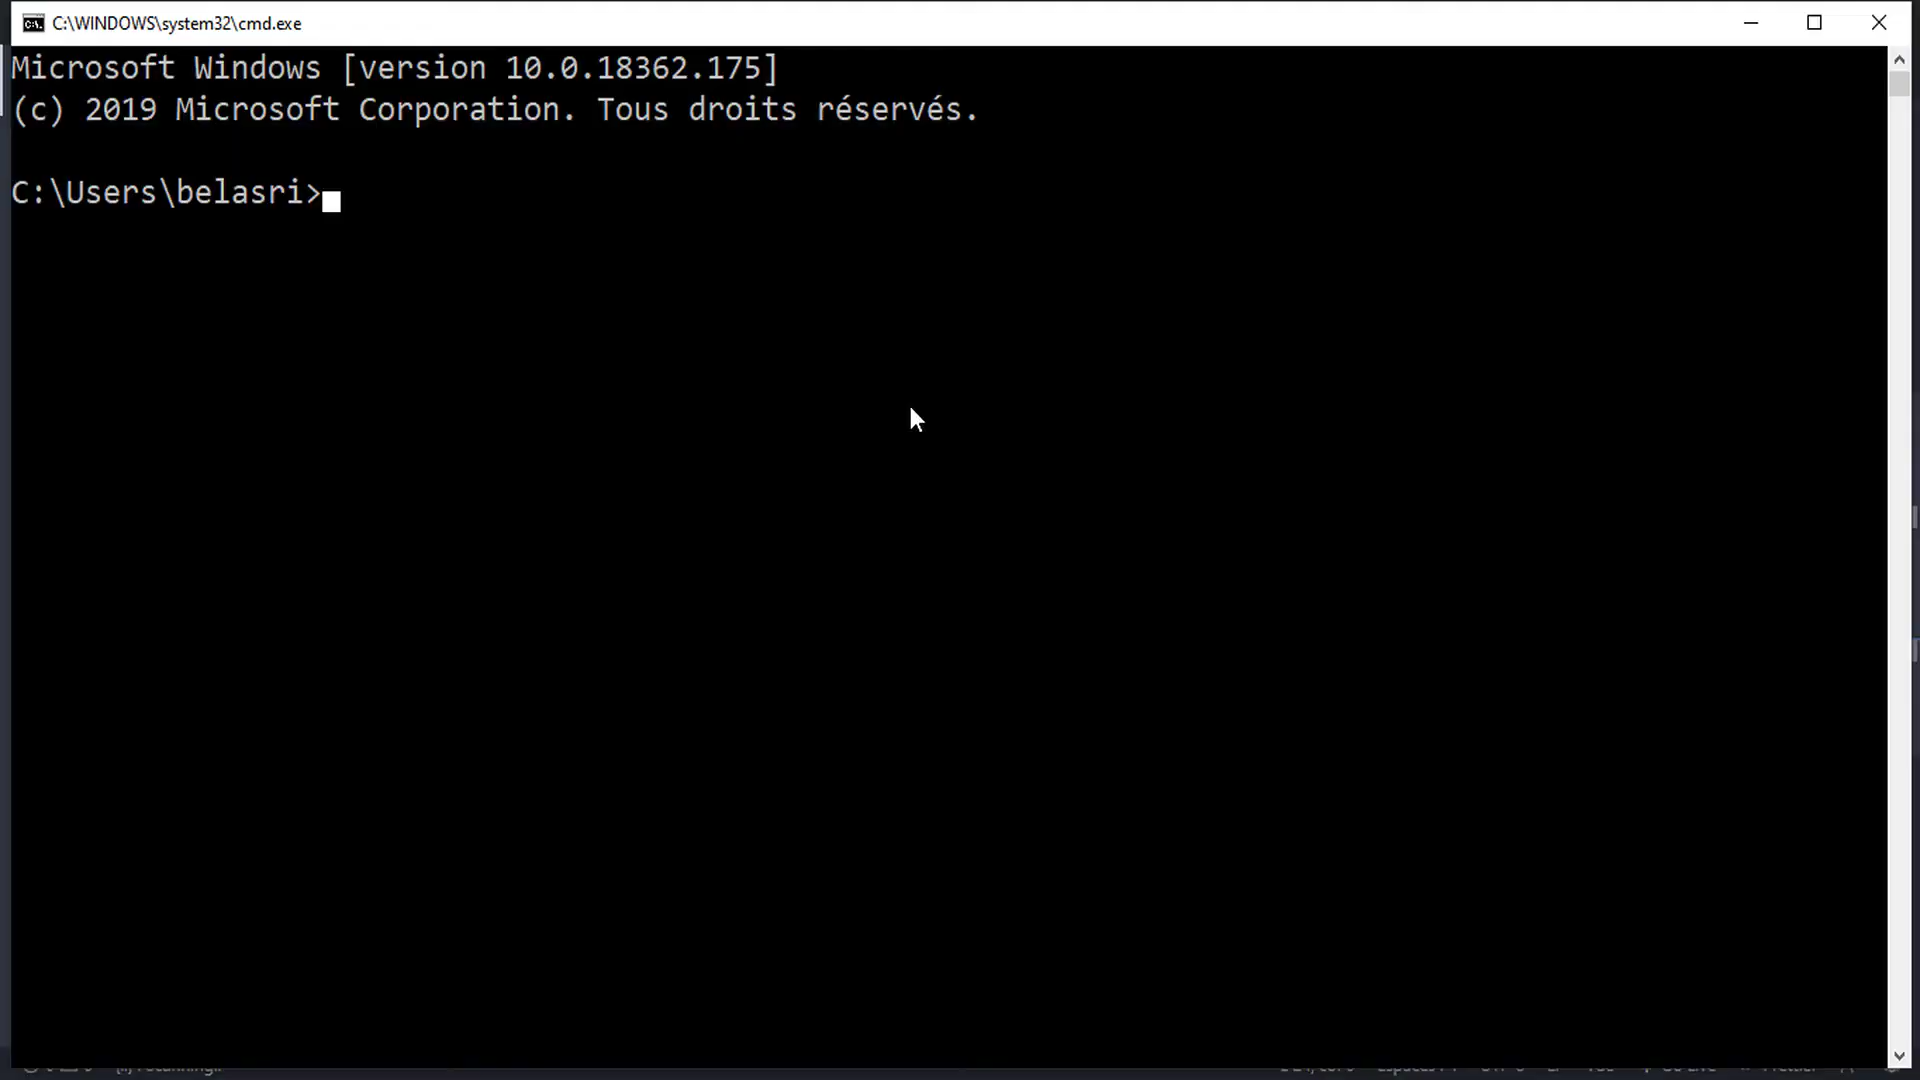 C:\WINDOWS\system32\cmd.exe
Microsoft Windows [version 10.0.18362.175]
(c) 2019 Microsoft Corporation. Tous droits réservés.
C:\Users\belasri>